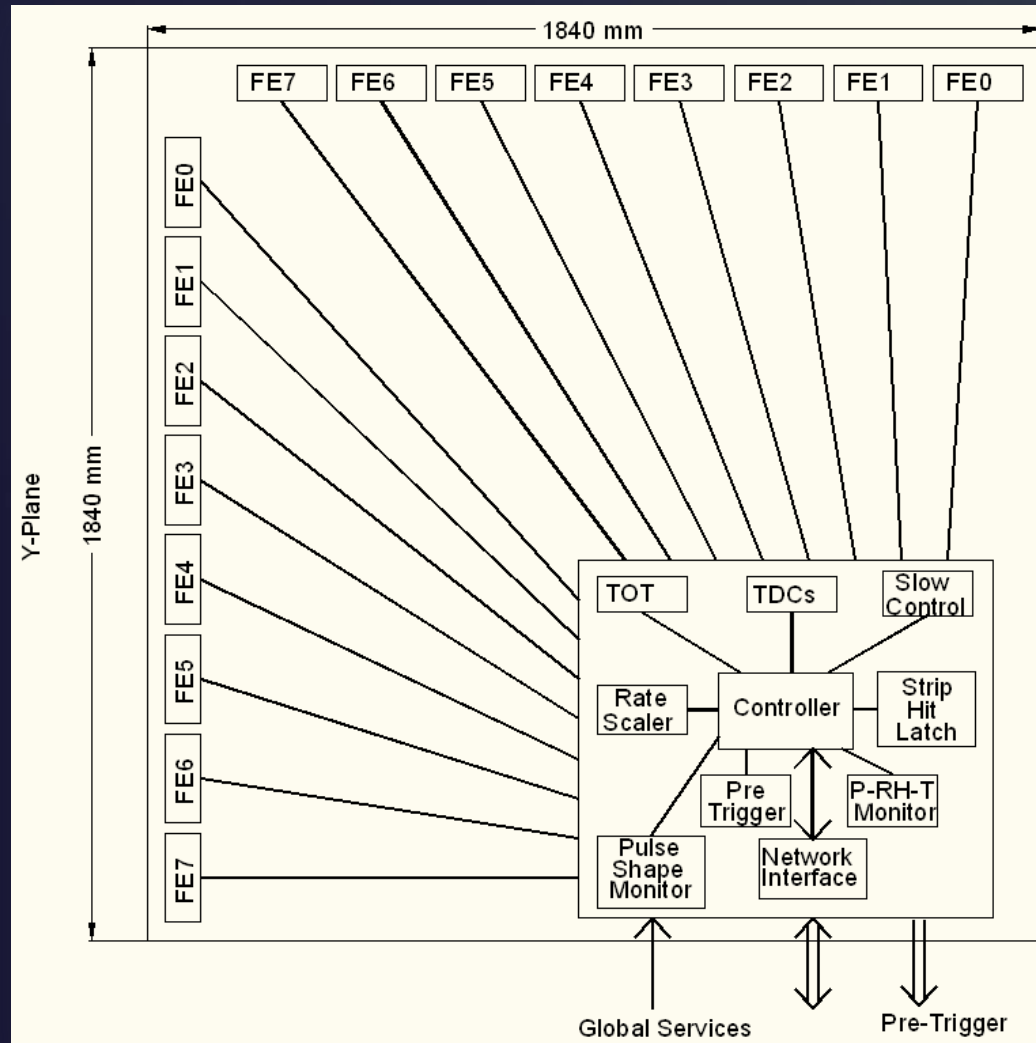 1840 mm
FE7
FE6
FE5
FE4
FE3
FE2
FE1
FE0
FE0
FE1
FE2
FE3
FE4
FE5
FE6
FE7
Y-Plane
1840 mm
TOT
TDCs
Slow
Control
Rate
Scaler
Controller
Strip
Hit
Latch
Pre
Trigger
P-RH-T
Monitor
Pulse
Shape
Monitor
Network
Interface
Global Services
Pre-Trigger